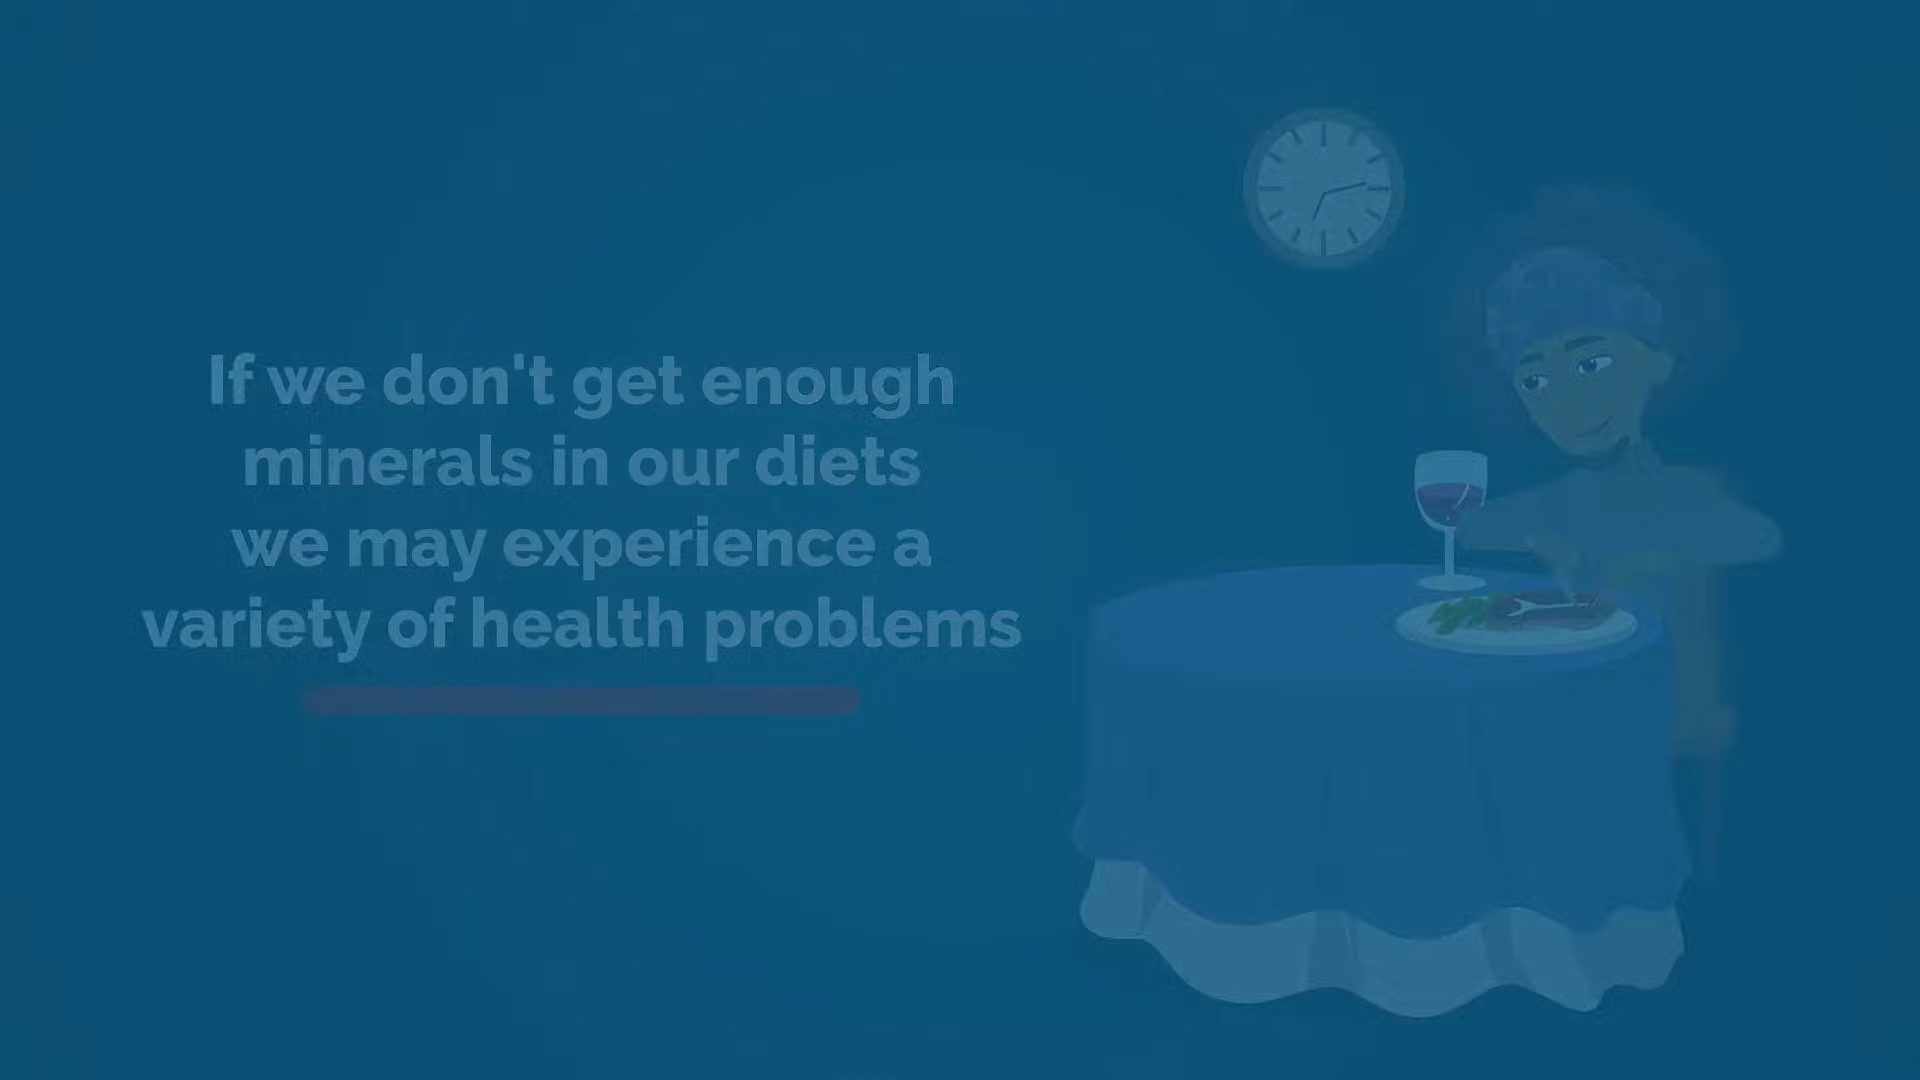 If we don't get enough
minerals in our diets
we may experience a
variety of health problems